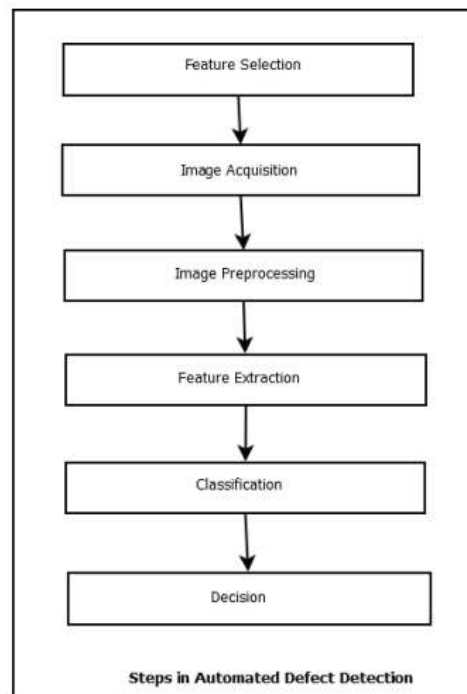 Feature Selection
Image Acquisition
Image Preprocessing
Feature Extraction
Classification
Decision
Steps in Automated Defect Detection